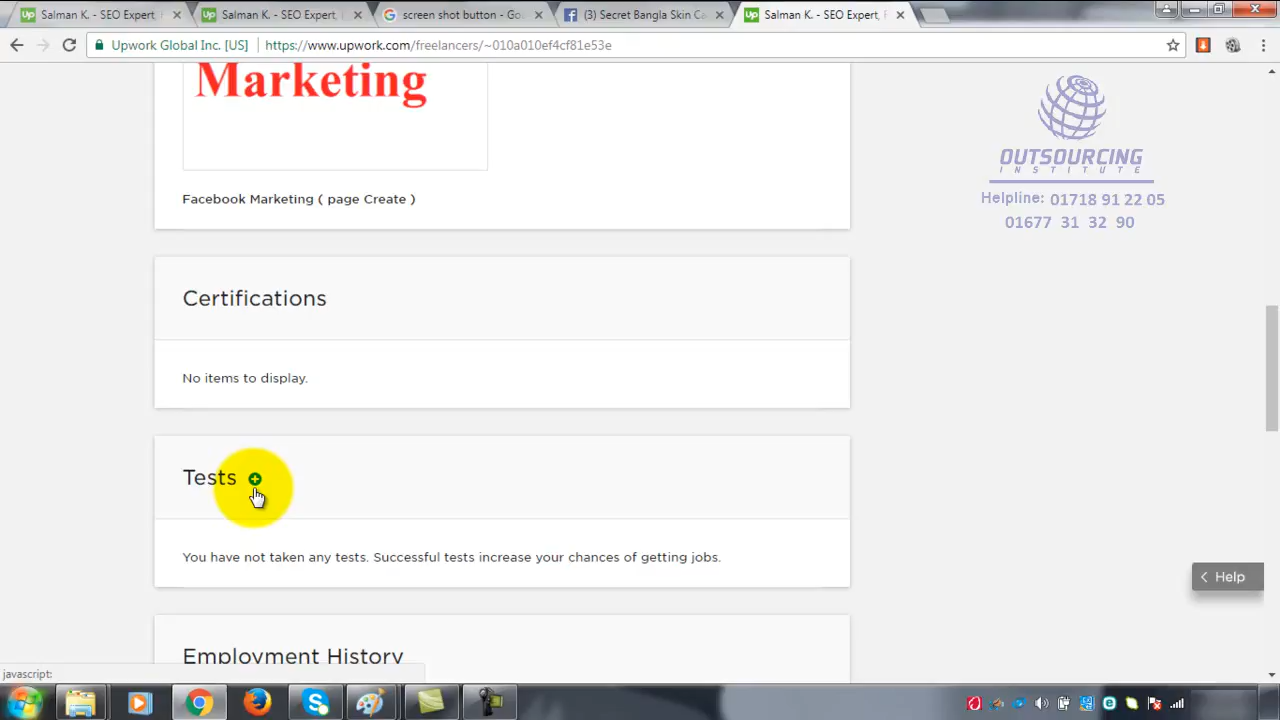 Salman K. - SEO Expert, F
Salman K. - SEO Expert, I
screen shot button - Go
(3) Secret Bangla Skin Ca
Salman K. - SEO Expert, F
Upwork Global Inc. [US] https://www.upwork.com/freelancers/~010a010ef4cf81e53e
Marketing
OUTSOURCING
INSTITUTE
Helpline: 01718 91 22 05
01677 31 32 90
Facebook Marketing ( page Create )
Certifications
No items to display.
Tests
You have not taken any tests. Successful tests increase your chances of getting jobs.
Help
Employment History
javascript: